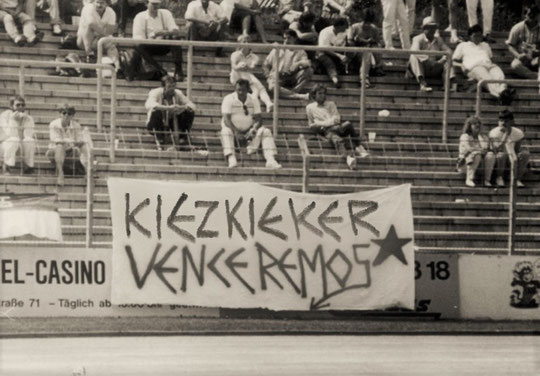 KIEZKIEKER
VENCEREMOS
EL-CASINO
18
raße 71 – Täglich ab